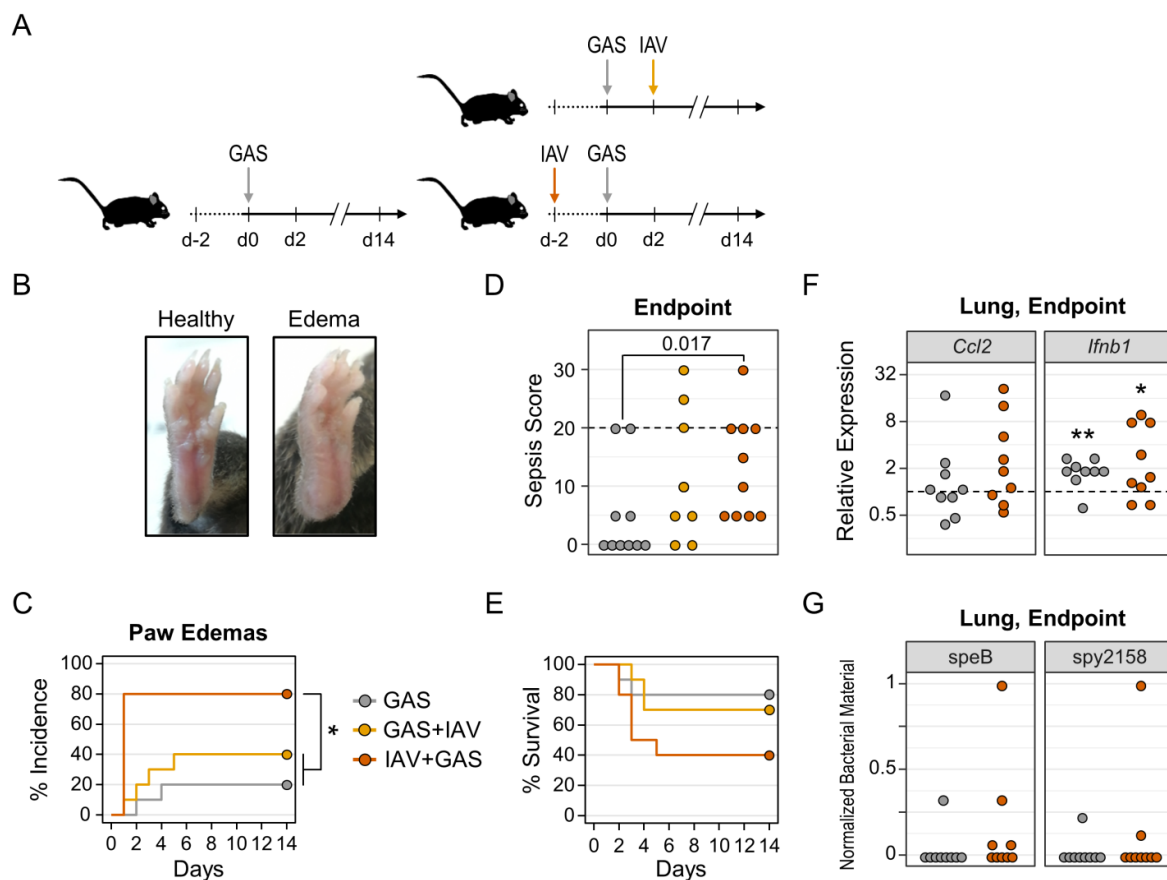 A
GAS IAV
GAS
IAV GAS
d-2 d0 d2 d14
d-2 d0 d2 d14
B
Healthy Edema
C
Paw Edemas
% Incidence
100
80
60
40
20
0
0 2 4 6 8 10 12 14
Days
*
GAS
GAS+IAV
IAV+GAS
D
Endpoint
0.017
Sepsis Score
30
20
10
0
E
% Survival
100
80
60
40
20
0
0 2 4 6 8 10 12 14
Days
F
Lung, Endpoint
Ccl2 Ifnb1
Relative Expression
32
8
2
0.5
**
*
G
Lung, Endpoint
speB spy2158
Normalized Bacterial Material
1
0.5
0